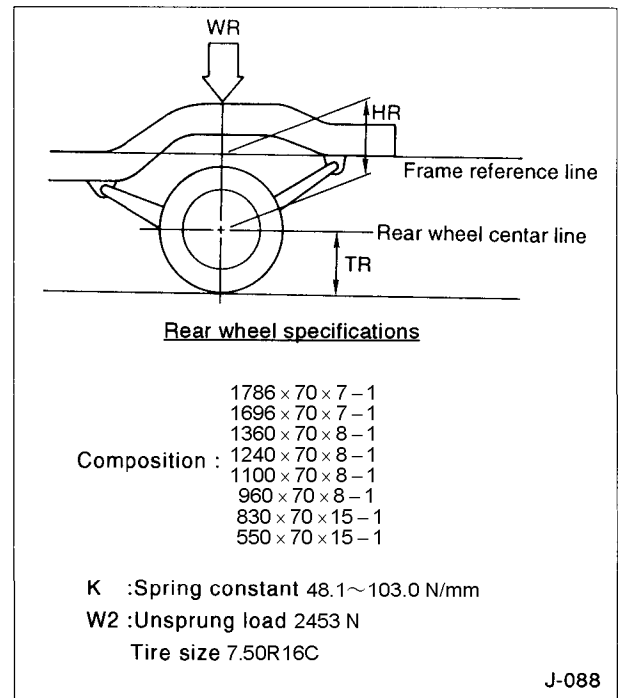 WR
HR
Frame reference line
Rear wheel centar line
TR
Rear wheel specifications
1786 × 70 × 7 – 1
1696 × 70 × 7 – 1
1360 × 70 × 8 – 1
Composition : 1240 × 70 × 8 – 1
1100 × 70 × 8 – 1
960 × 70 × 8 – 1
830 × 70 × 15 – 1
550 × 70 × 15 – 1
K :Spring constant 48.1~103.0 N/mm
W2 :Unsprung load 2453 N
Tire size 7.50R16C
J-088